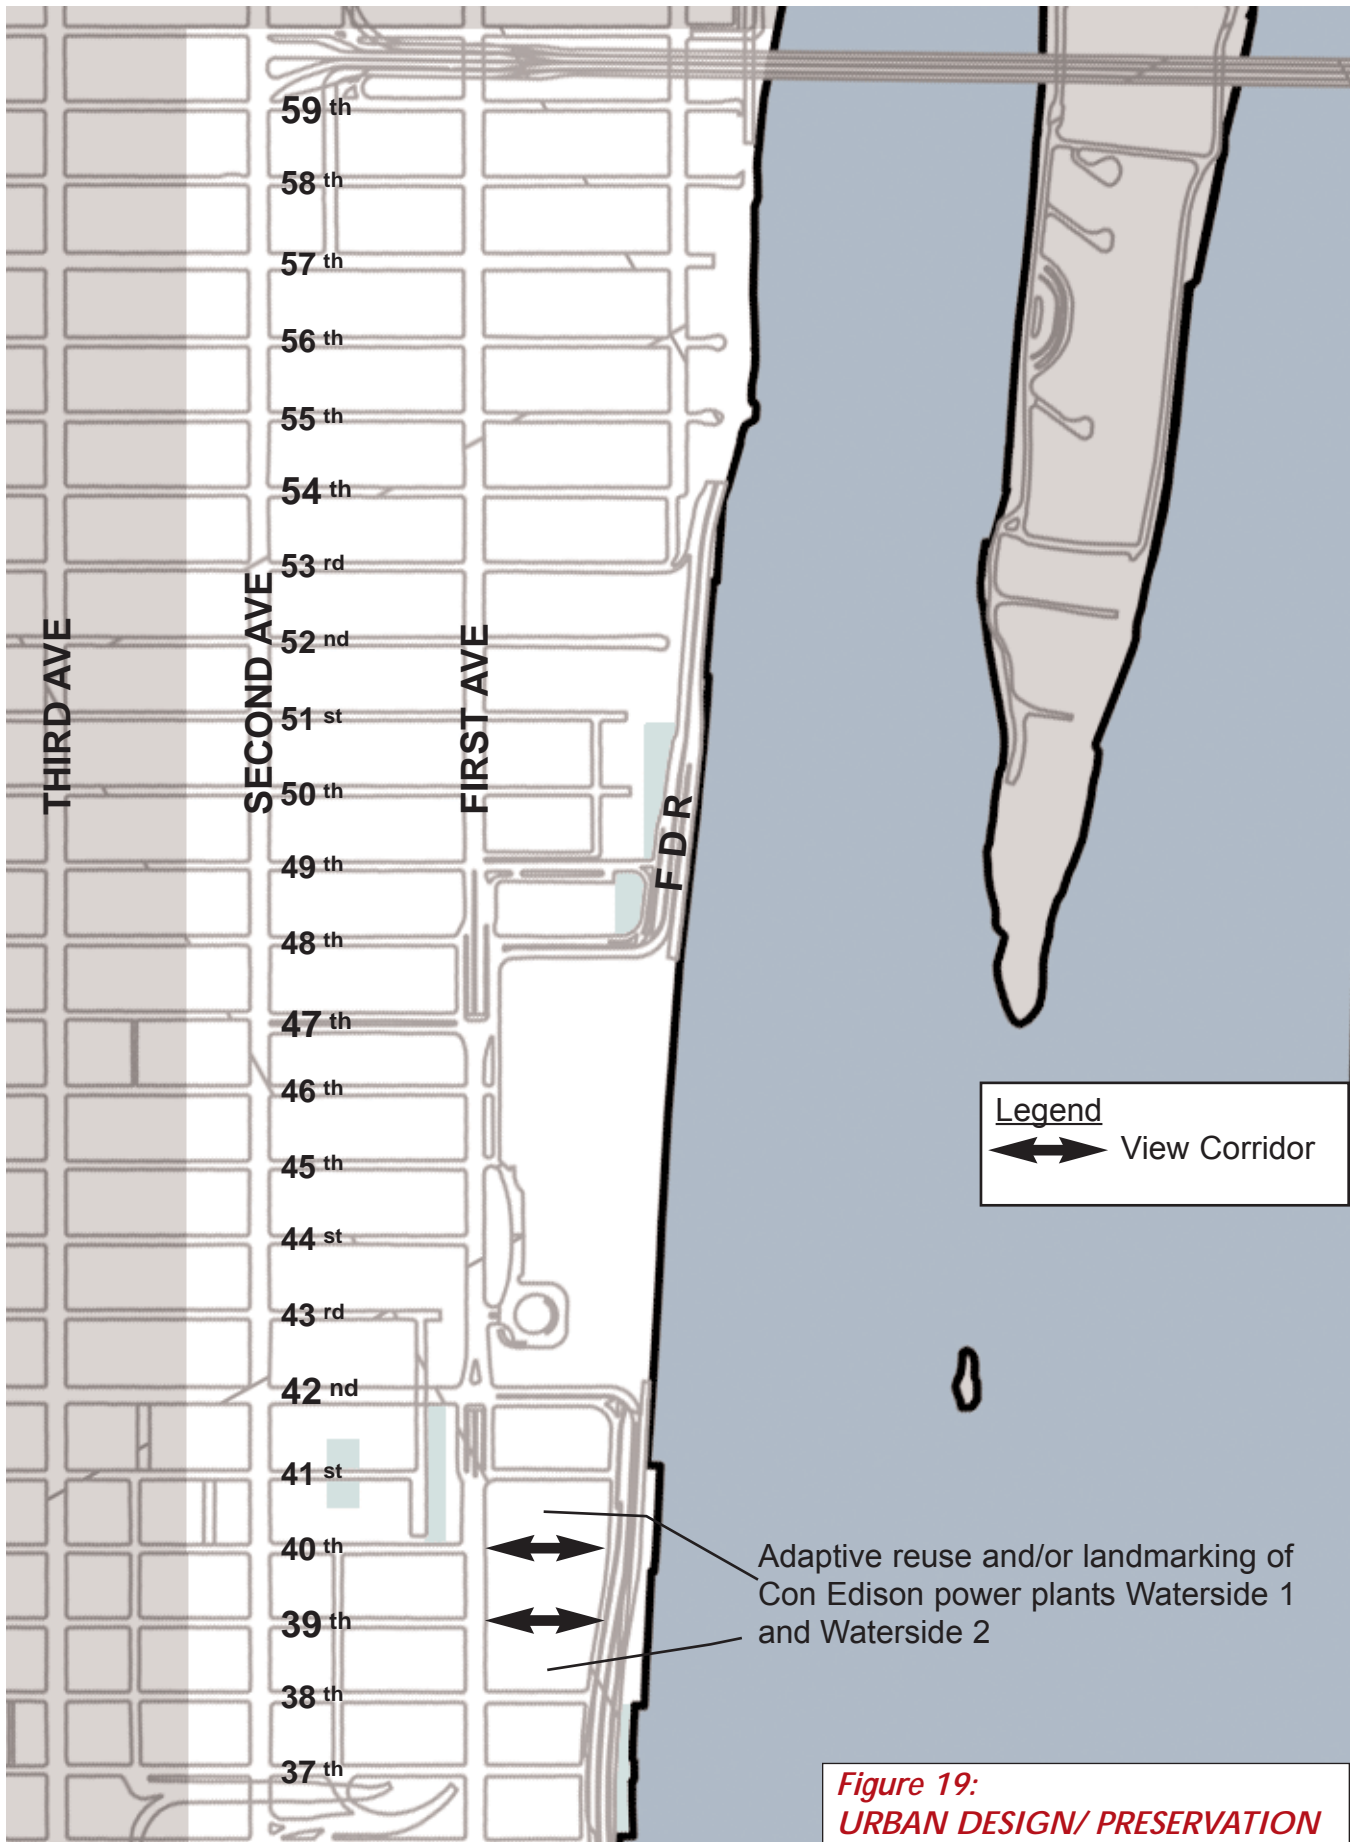 59 th
58 th
57 th
56 th
55 th
54 th
53 rd
52 nd
51 st
50 th
49 th
48 th
47 th
46 th
45 th
44 st
43 rd
42 nd
41 st
40 th
39 th
38 th
37 th
THIRD AVE
SECOND AVE
FIRST AVE
F D R
Legend
View Corridor
Adaptive reuse and/or landmarking of
Con Edison power plants Waterside 1
and Waterside 2
Figure 19:
URBAN DESIGN/ PRESERVATION